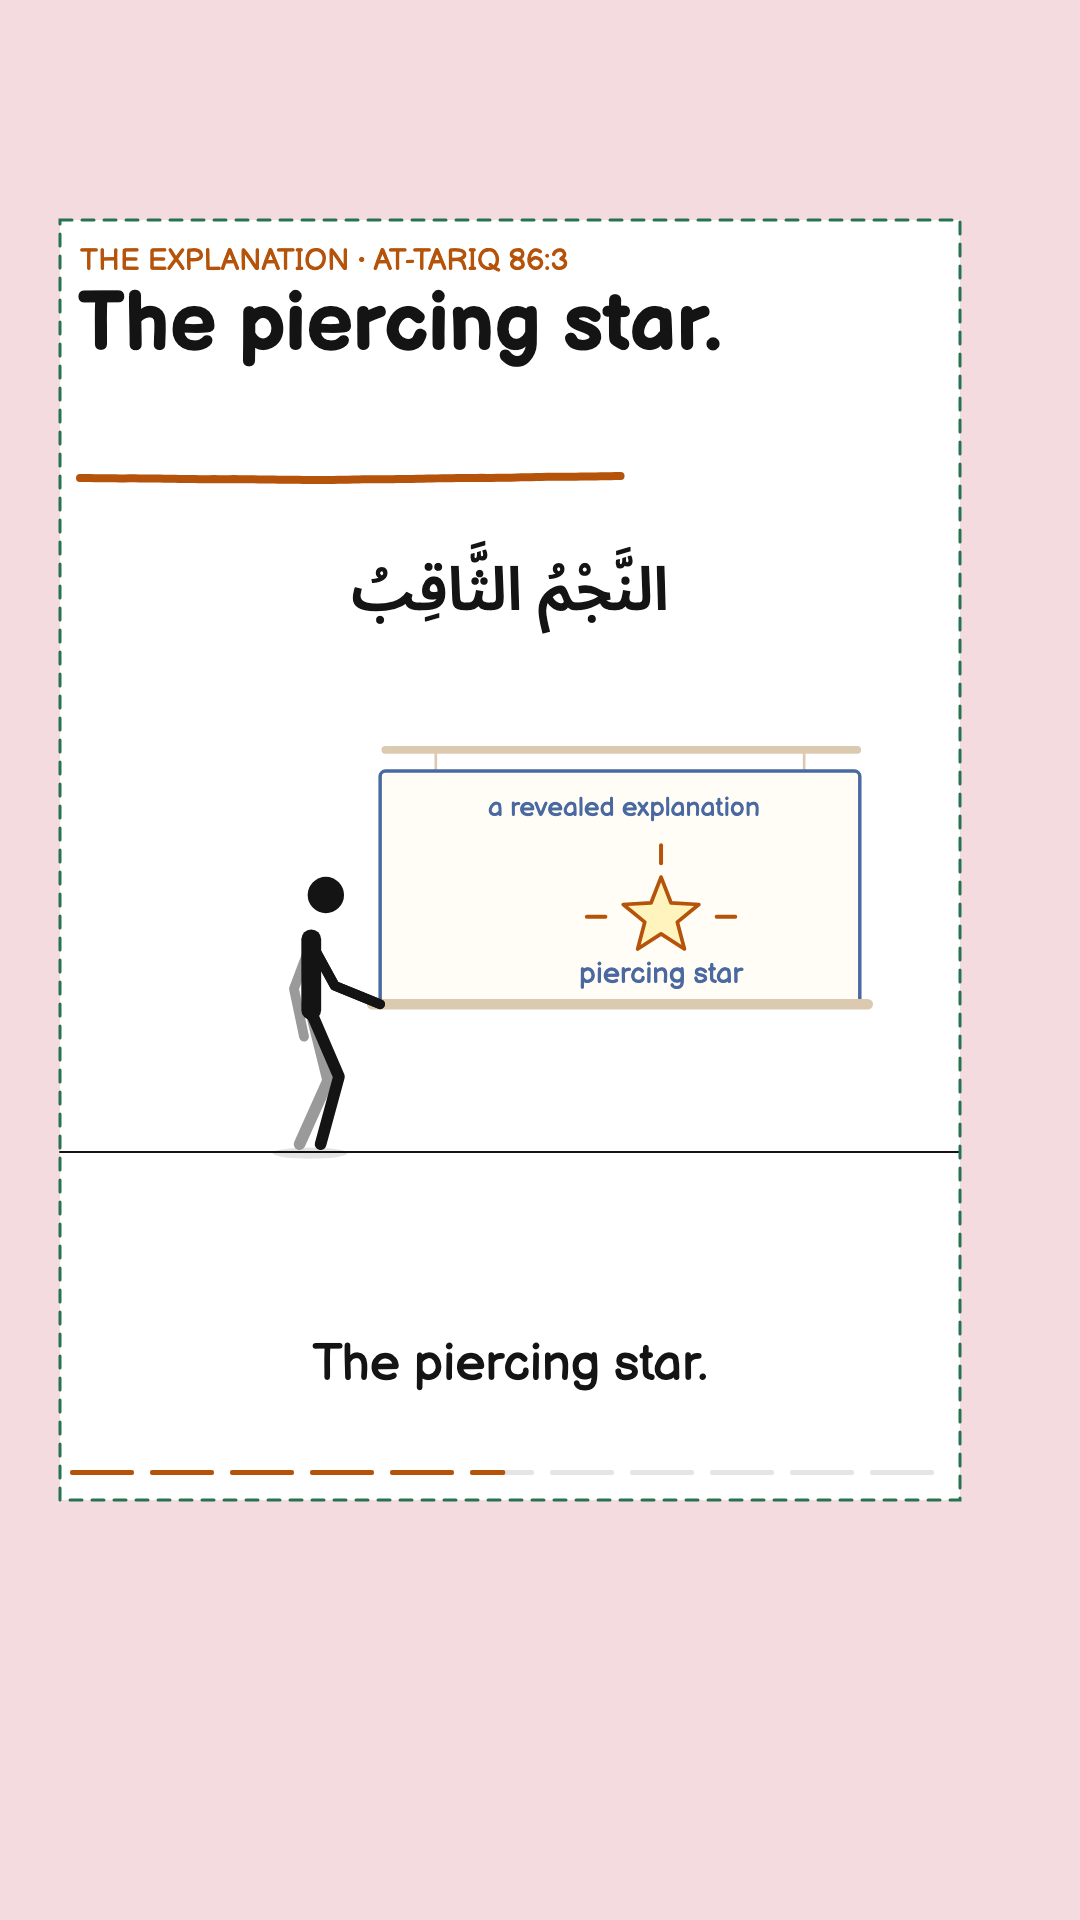 THE EXPLANATION · AT-TARIQ 86:3
The piercing star.
النَّجْمُ الثَّاقِبُ
a revealed explanation
piercing star
The piercing star.